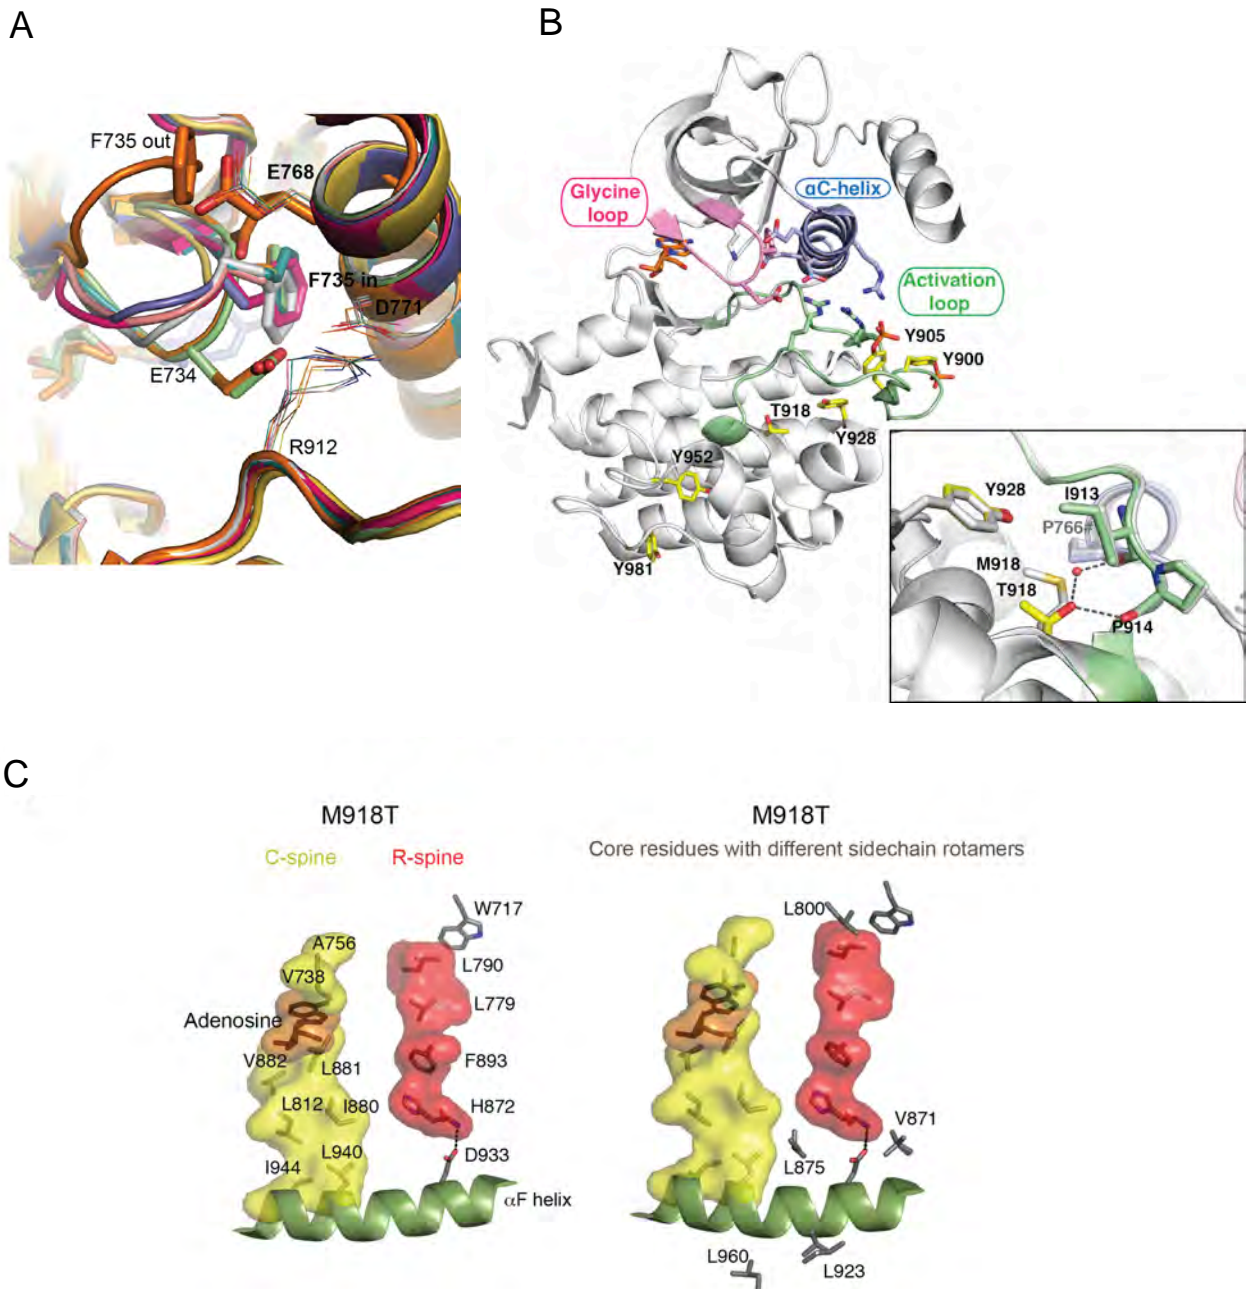 A
B
F735 out
E768
F735 in
D771
E734
R912
Glycine
loop
αC-helix
Activation
loop
Y905
Y900
T918
Y928
Y952
Y981
Y928
I913
P766#
M918
T918
P914
C
M918T
C-spine
R-spine
W717
A756
L790
V738
L779
Adenosine
V882
L881
F893
L812
I880
H872
L940
D933
I944
αF helix
M918T
Core residues with different sidechain rotamers
L800
V871
L875
L960
L923